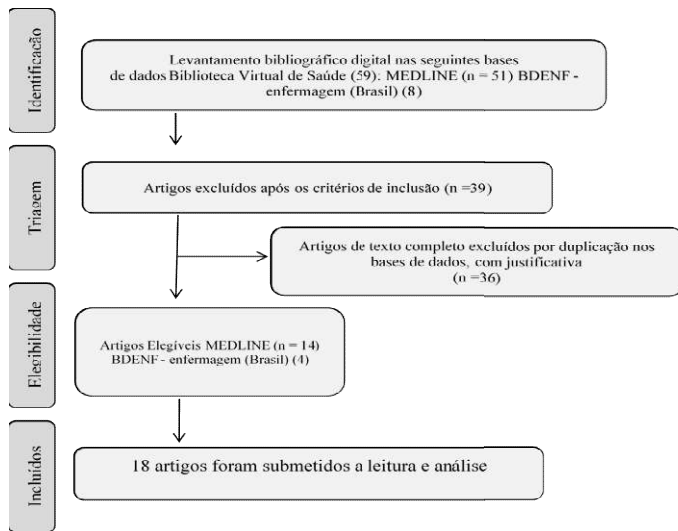 Identificação
Levantamento bibliográfico digital nas seguintes bases
de dados Biblioteca Virtual de Saúde (59): MEDLINE (n = 51) BDENF -
enfermagem (Brasil) (8)
Triagem
Artigos excluídos após os critérios de inclusão (n =39)
Artigos de texto completo excluídos por duplicação nos
bases de dados, com justificativa
(n =36)
Elegibilidade
Artigos Elegíveis MEDLINE (n = 14)
BDENF - enfermagem (Brasil) (4)
Incluídos
18 artigos foram submetidos a leitura e análise